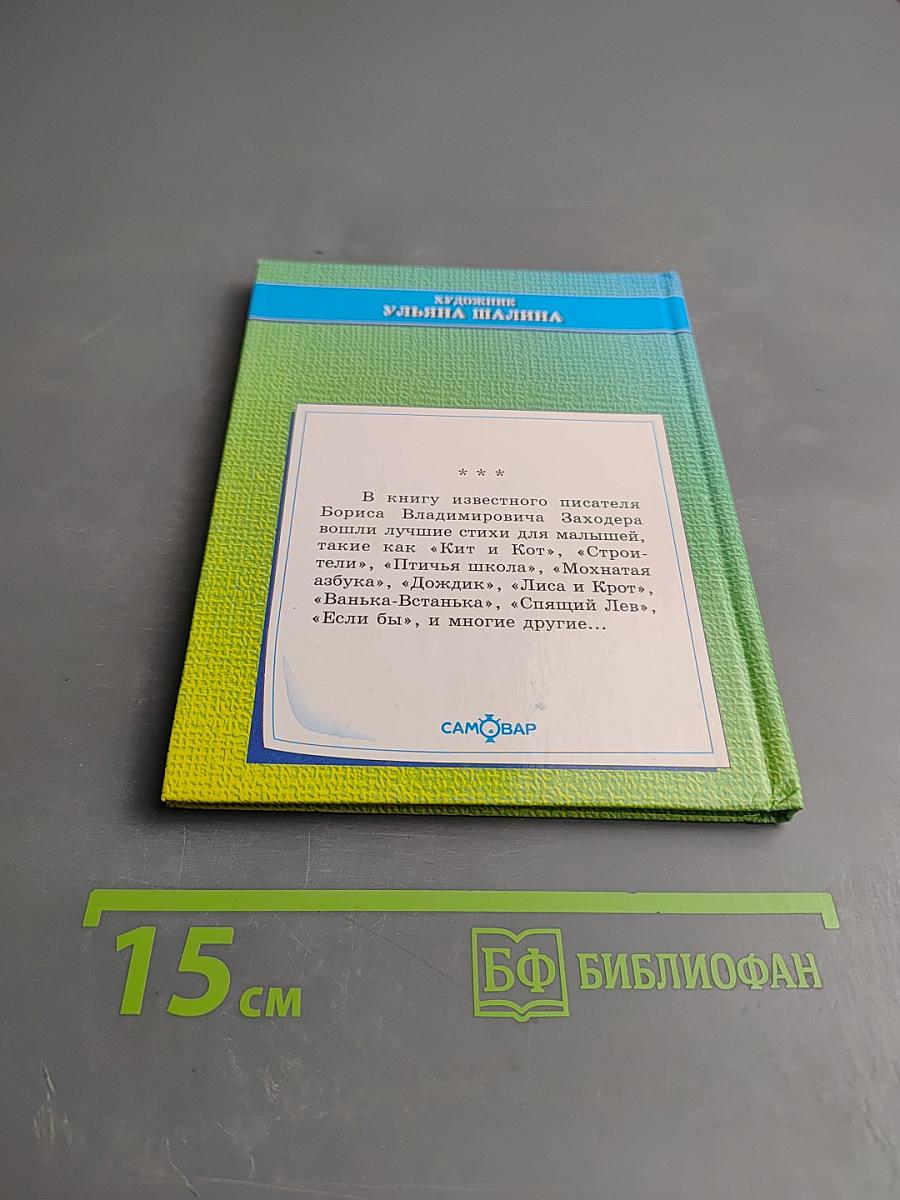 ХУДОЖНИК
УЛЬЯНА ШАЛИНА
* * *
В книгу известного писателя
Бориса Владимировича Заходера
вошли лучшие стихи для малышей,
такие как «Кит и Кот», «Строи-
тели», «Птичья школа», «Мохнатая
азбука», «Дождик», «Лиса и Крот»,
«Ванька-Встанька», «Спящий Лев»,
«Если бы», и многие другие...
САМОВАР
15 см
БФ БИБЛИОФАН